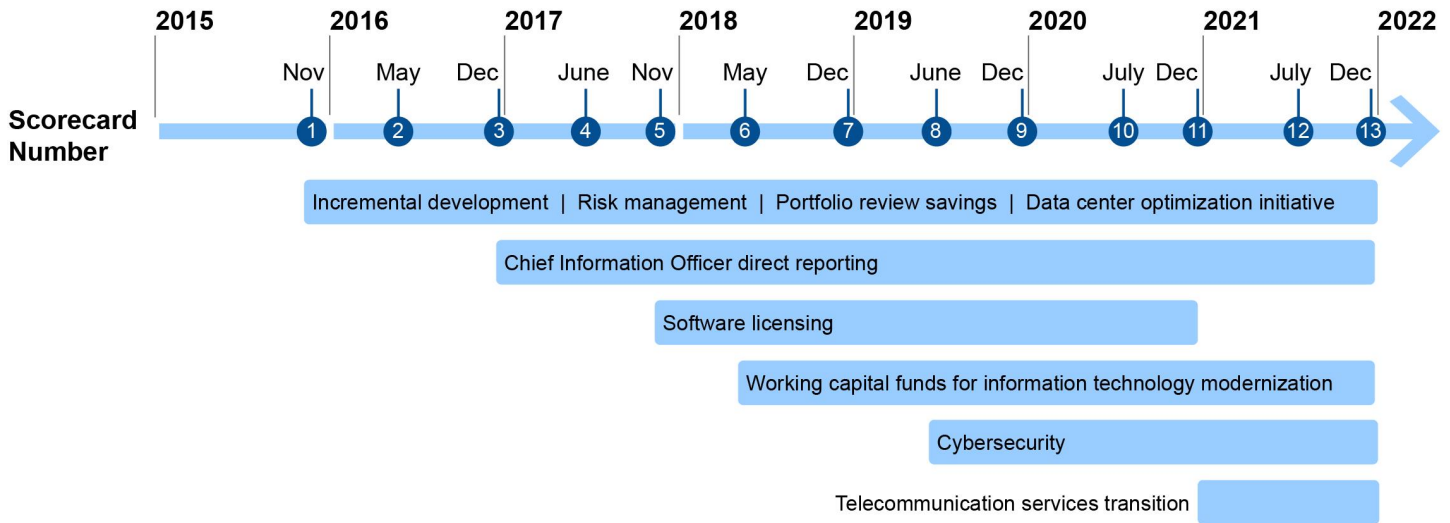 2015 2016 2017 2018 2019 2020 2021 2022
Nov May Dec June Nov May Dec June Dec July Dec July Dec
Scorecard
Number
1 2 3 4 5 6 7 8 9 10 11 12 13
Incremental development | Risk management | Portfolio review savings | Data center optimization initiative
Chief Information Officer direct reporting
Software licensing
Working capital funds for information technology modernization
Cybersecurity
Telecommunication services transition